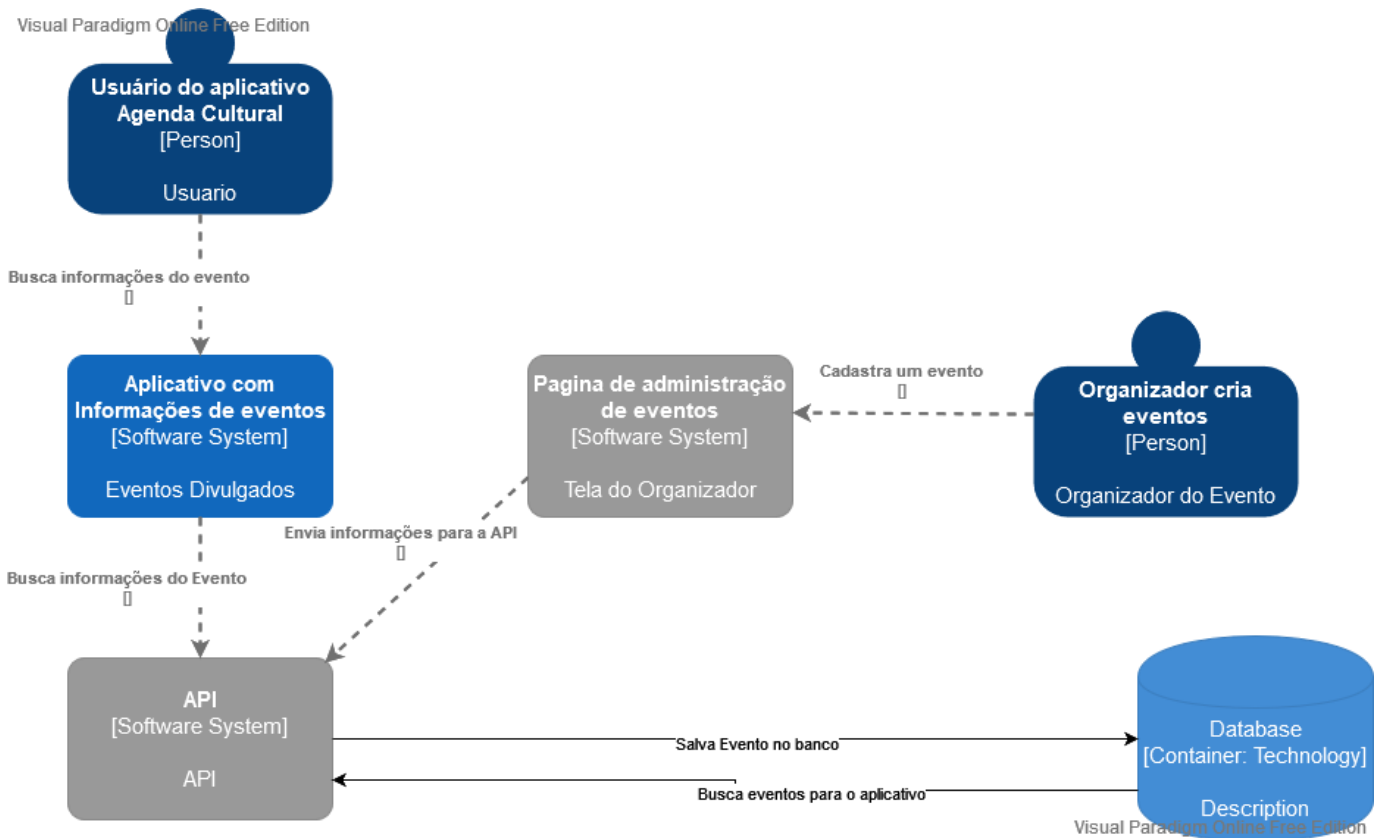 Visual Paradigm Online Free Edition
Usuário do aplicativo
Agenda Cultural
[Person]
Usuario
Busca informações do evento
[]
Aplicativo com
Informações de eventos
[Software System]
Eventos Divulgados
Pagina de administração
de eventos
[Software System]
Tela do Organizador
Cadastra um evento
[]
Organizador cria
eventos
[Person]
Organizador do Evento
Envia informações para a API
[]
Busca informações do Evento
[]
API
[Software System]
API
Salva Evento no banco
Busca eventos para o aplicativo
Database
[Container: Technology]
Description
Visual Paradigm Online Free Edition